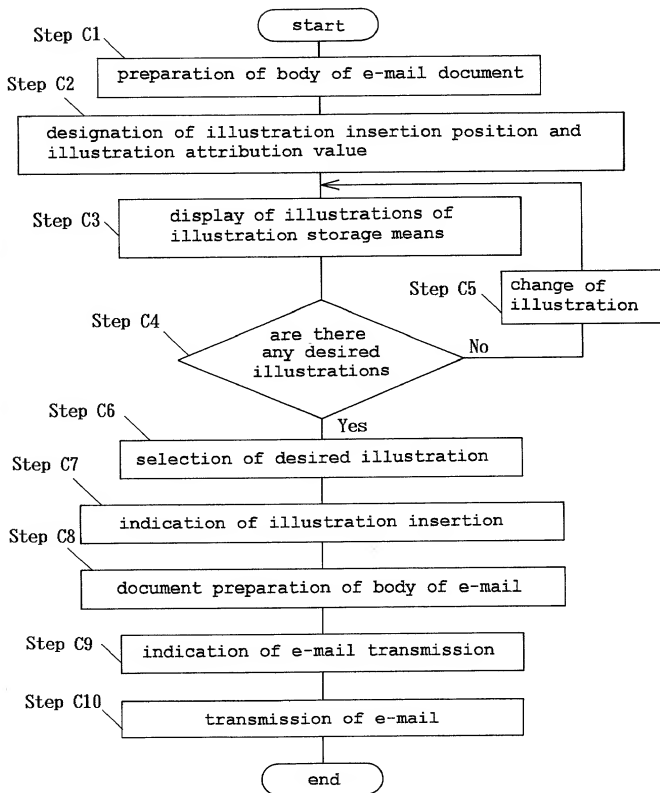 start
Step C1
preparation of body of e-mail document
Step C2
designation of illustration insertion position and
illustration attribution value
Step C3
display of illustrations of
illustration storage means
Step C5
change of
illustration
Step C4
are there
any desired
illustrations
No
Yes
Step C6
selection of desired illustration
Step C7
indication of illustration insertion
Step C8
document preparation of body of e-mail
Step C9
indication of e-mail transmission
Step C10
transmission of e-mail
end